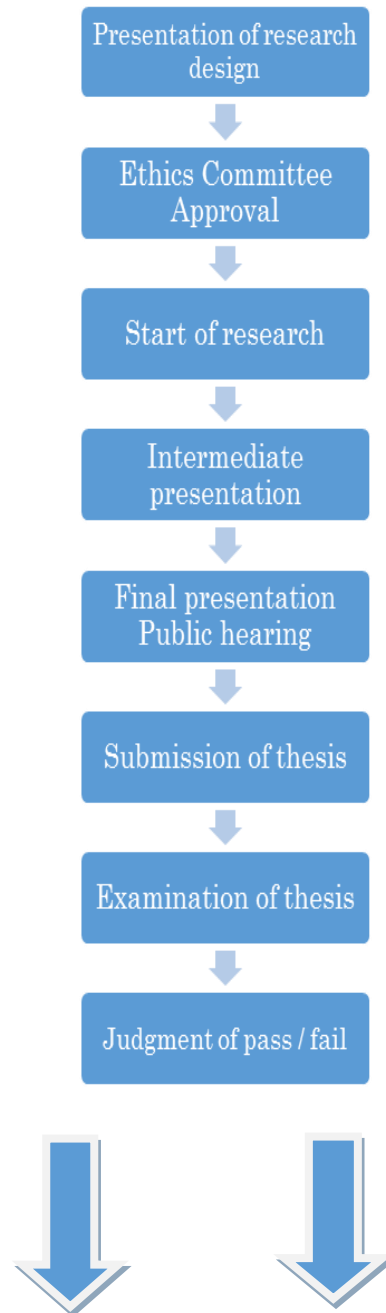 Presentation of research
design
Ethics Committee
Approval
Start of research
Intermediate
presentation
Final presentation
Public hearing
Submission of thesis
Examination of thesis
Judgment of pass / fail